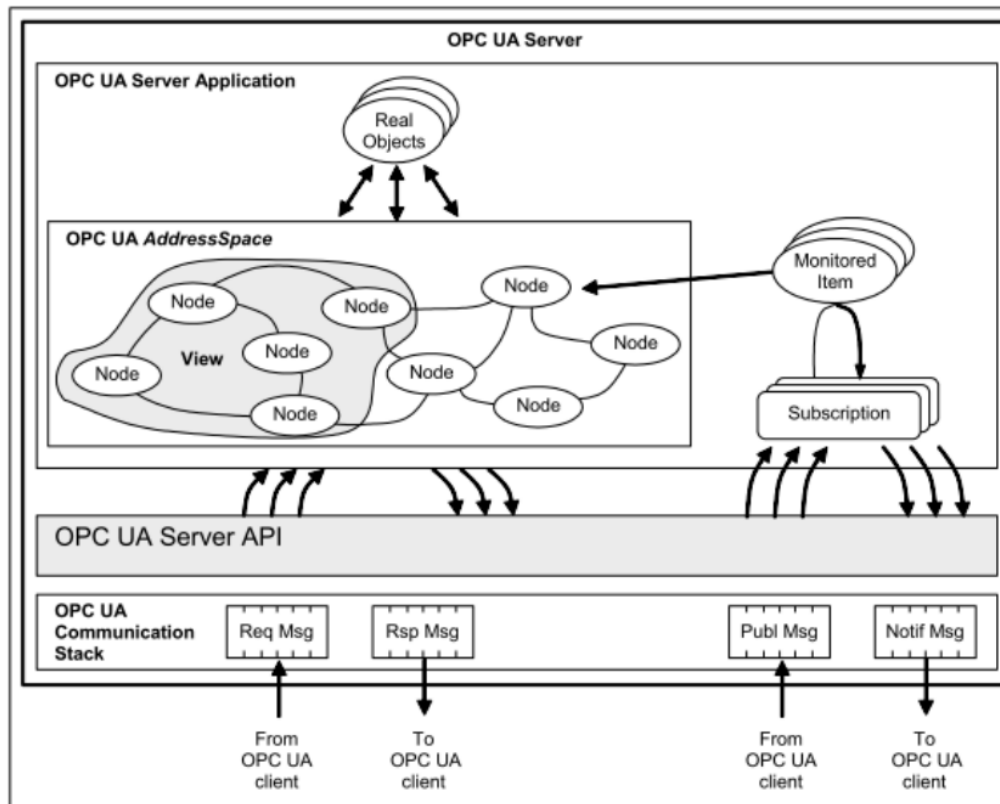 OPC UA Server
OPC UA Server Application
Real
Objects
OPC UA AddressSpace
Monitored
Item
Node
Node
Node
Node
Node
View
Node
Node
Node
Node
Subscription
OPC UA Server API
OPC UA
Communication
Stack
Req Msg
Rsp Msg
Publ Msg
Notif Msg
From
OPC UA
client
To
OPC UA
client
From
OPC UA
client
To
OPC UA
client